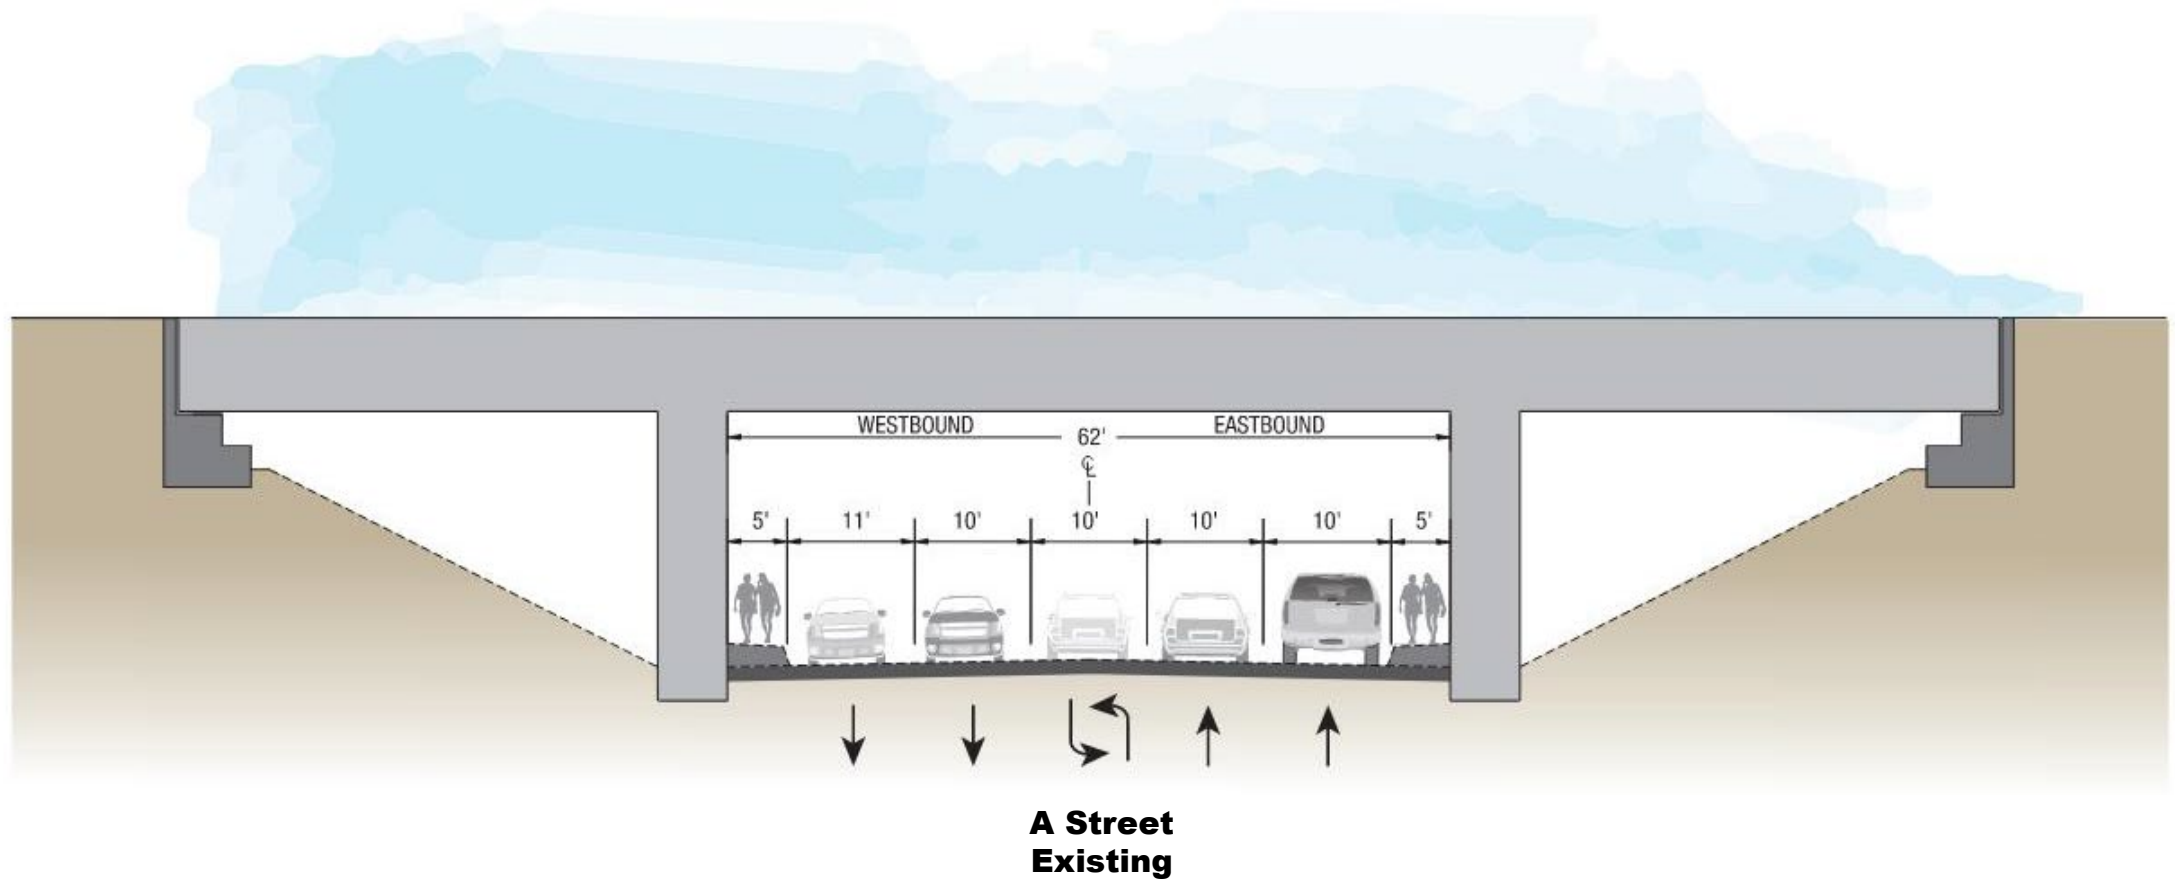 WESTBOUND EASTBOUND
62'
℄
5' 11' 10' 10' 10' 10' 5'
A Street
Existing